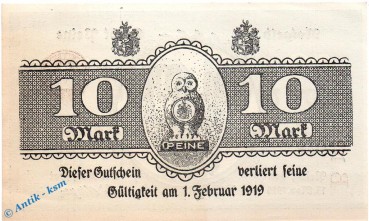 10 10
Mark Mark
PEINE
Dieser Gutschein verliert seine
Gültigkeit am 1. Februar 1919
© Antik - ksm